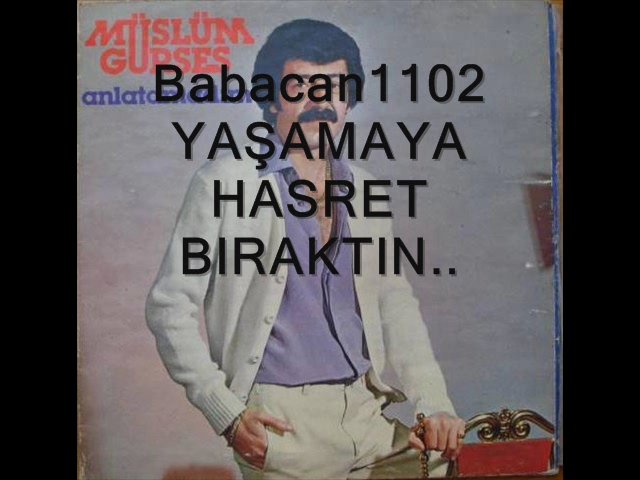 MÜSLÜM
GÜRSES
Babacan1102
YAŞAMAYA
HASRET
BIRAKTIN..